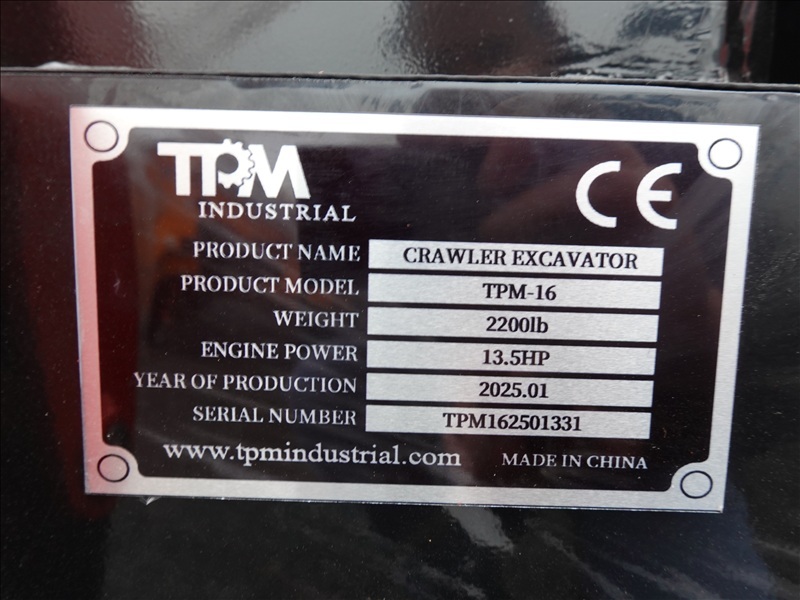 TPM
INDUSTRIAL
CE
PRODUCT NAME CRAWLER EXCAVATOR
PRODUCT MODEL TPM-16
WEIGHT 2200lb
ENGINE POWER 13.5HP
YEAR OF PRODUCTION 2025.01
SERIAL NUMBER TPM162501331
www.tpmindustrial.com MADE IN CHINA